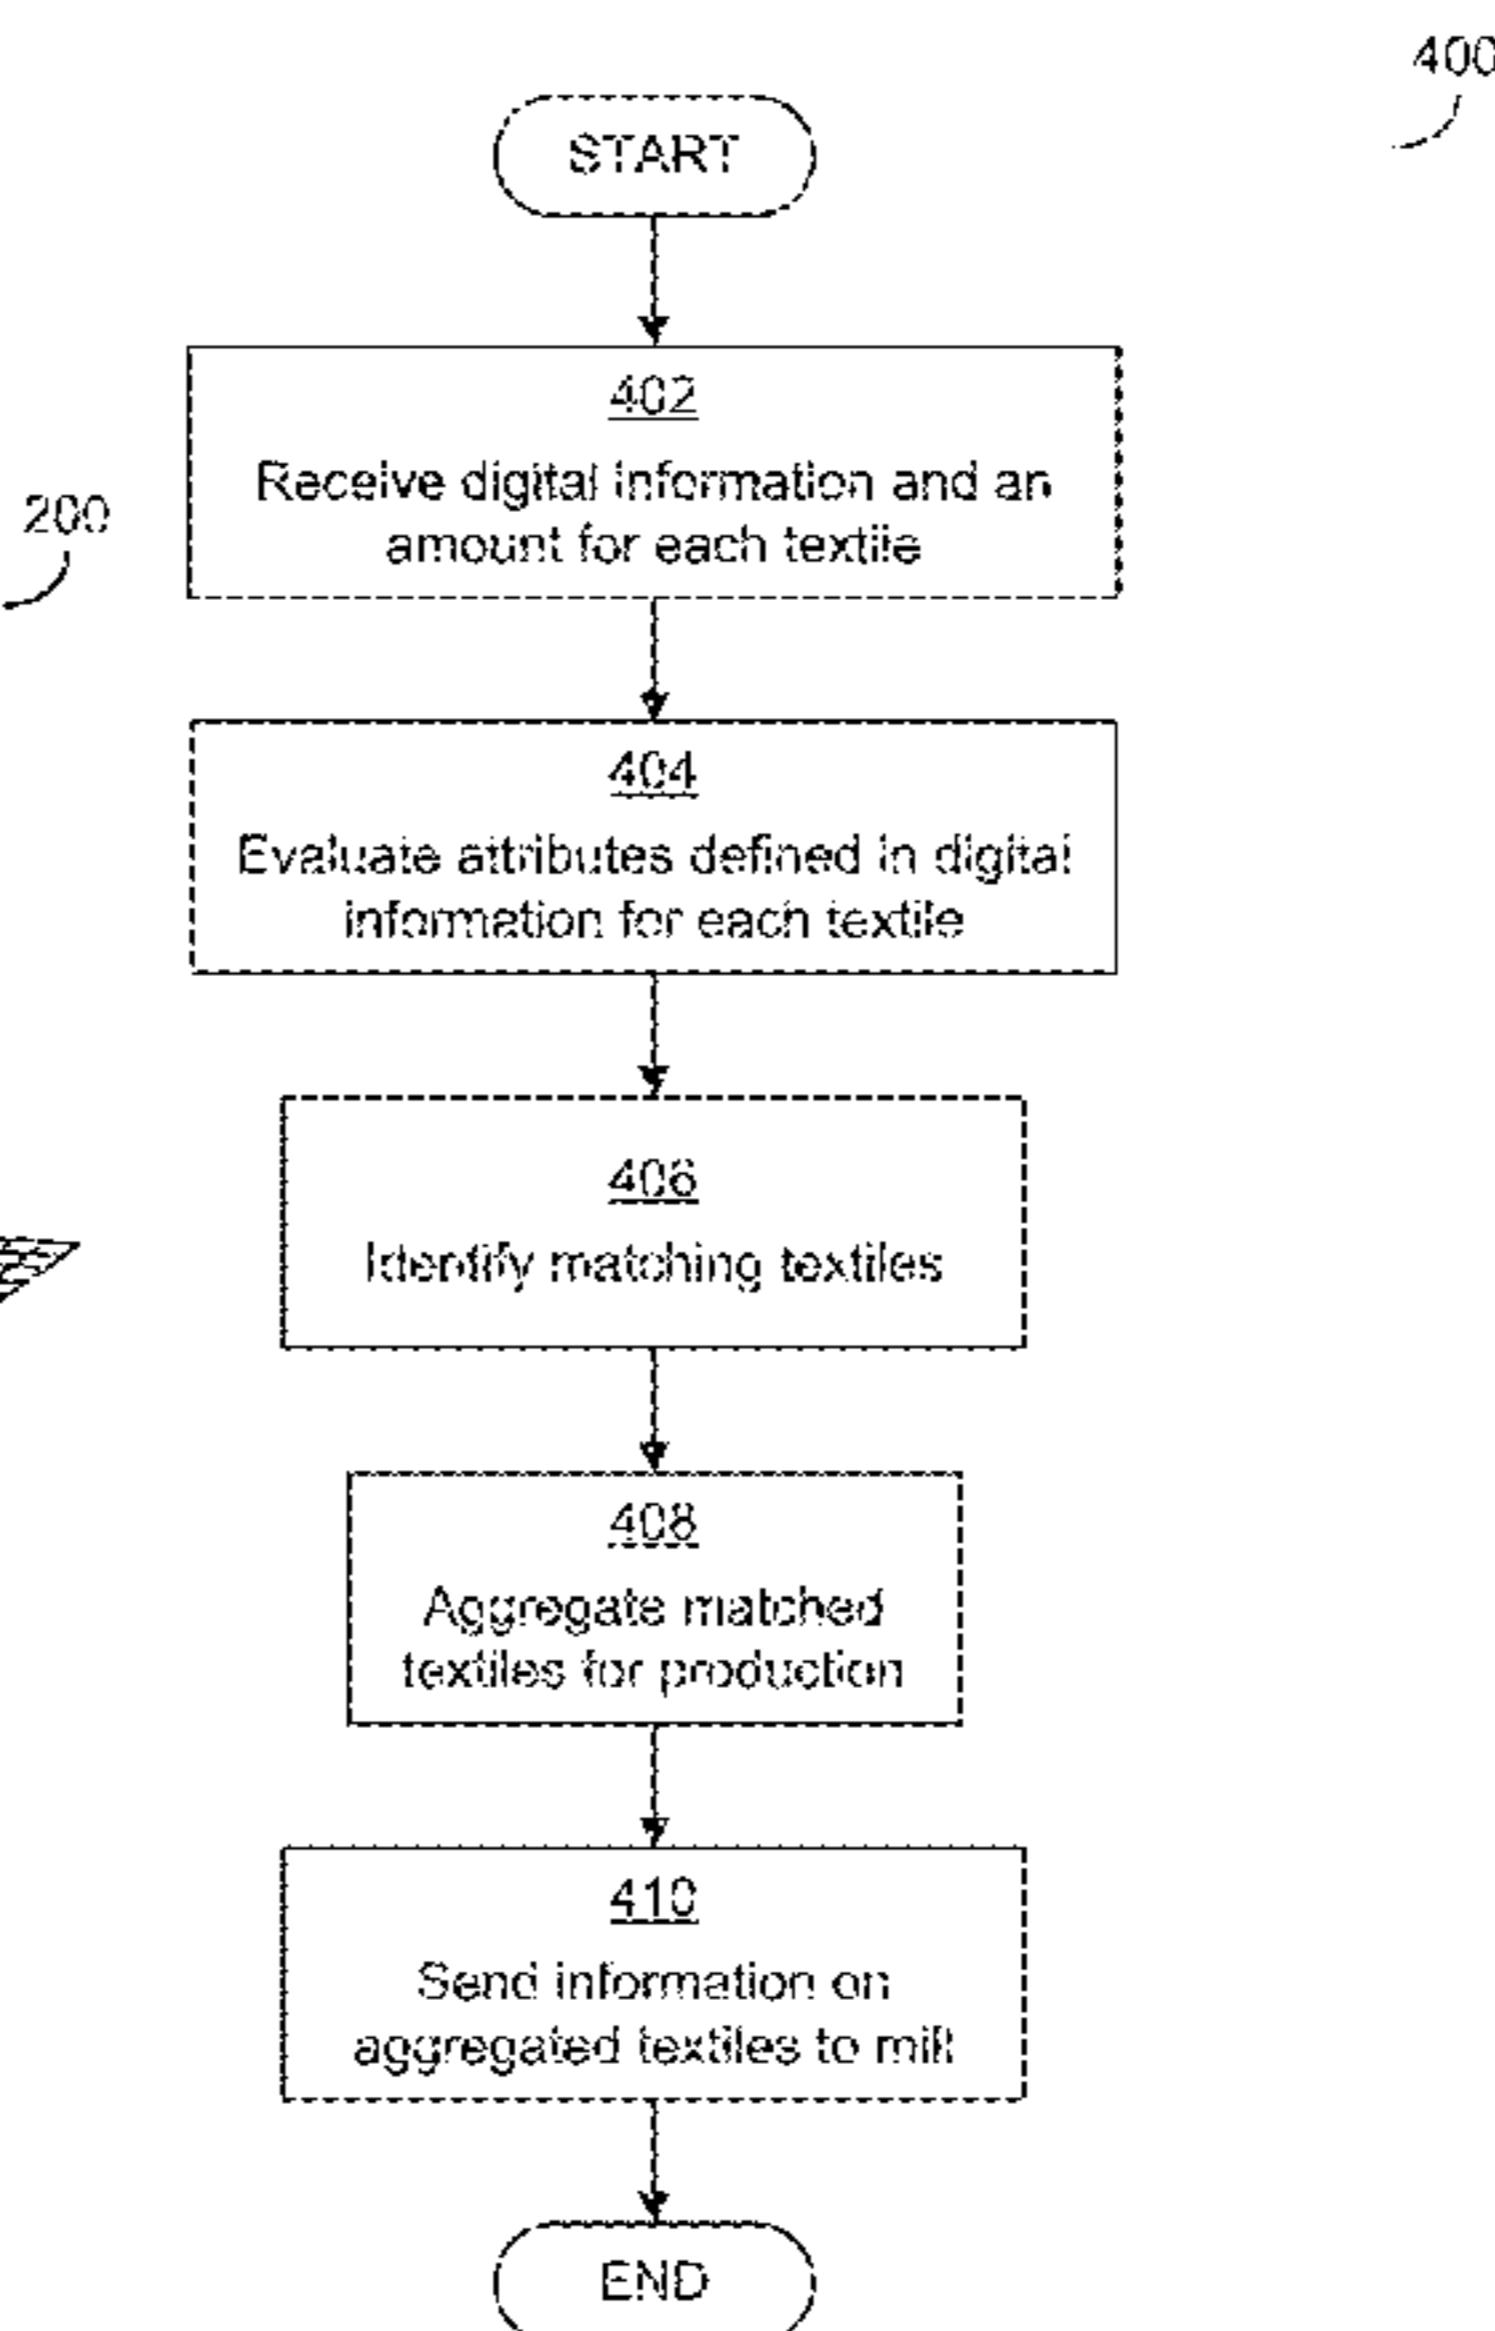 400
START
402
Receive digital information and an
amount for each textile
200
404
Evaluate attributes defined in digital
information for each textile
406
Identify matching textiles
408
Aggregate matched
textiles for production
410
Send information on
aggregated textiles to mill
END